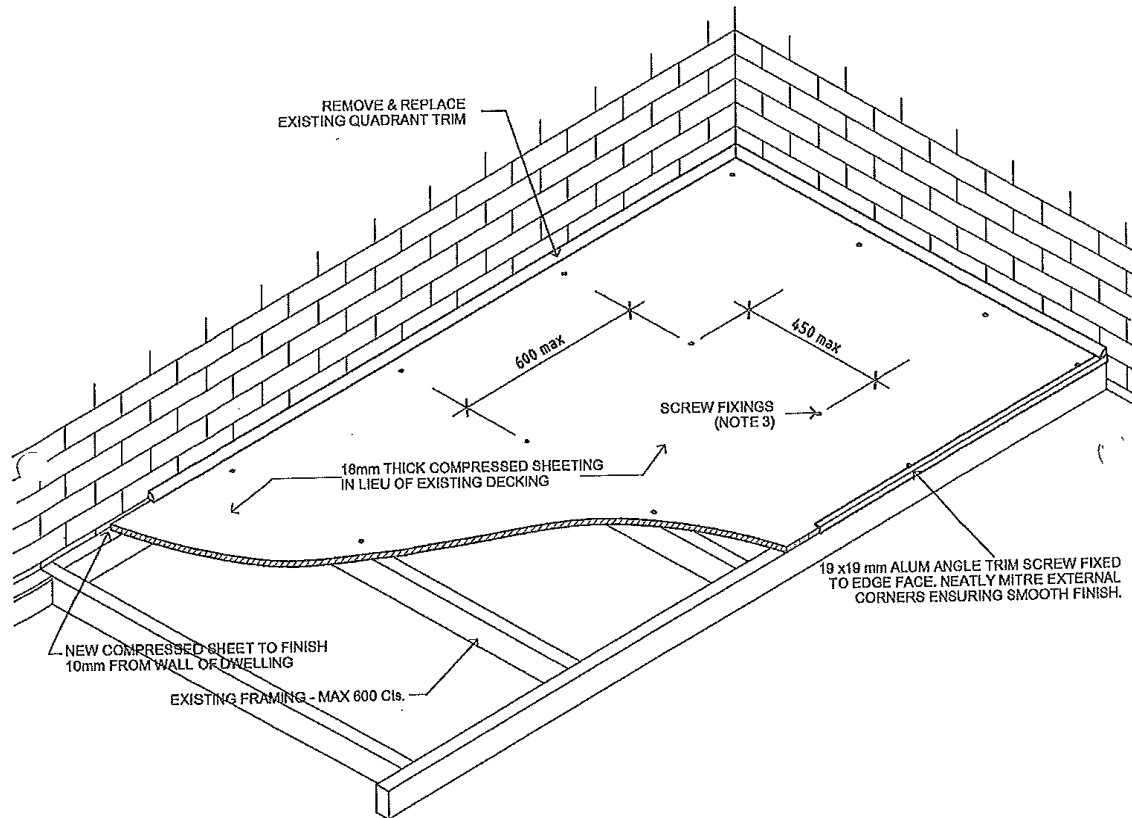 REMOVE & REPLACE
EXISTING QUADRANT TRIM
600 max
450 max
SCREW FIXINGS
(NOTE 3)
18mm THICK COMPRESSED SHEETING
IN LIEU OF EXISTING DECKING
19 x19 mm ALUM ANGLE TRIM SCREW FIXED
TO EDGE FACE. NEATLY MITRE EXTERNAL
CORNERS ENSURING SMOOTH FINISH.
NEW COMPRESSED SHEET TO FINISH
10mm FROM WALL OF DWELLING
EXISTING FRAMING - MAX 600 Cts.